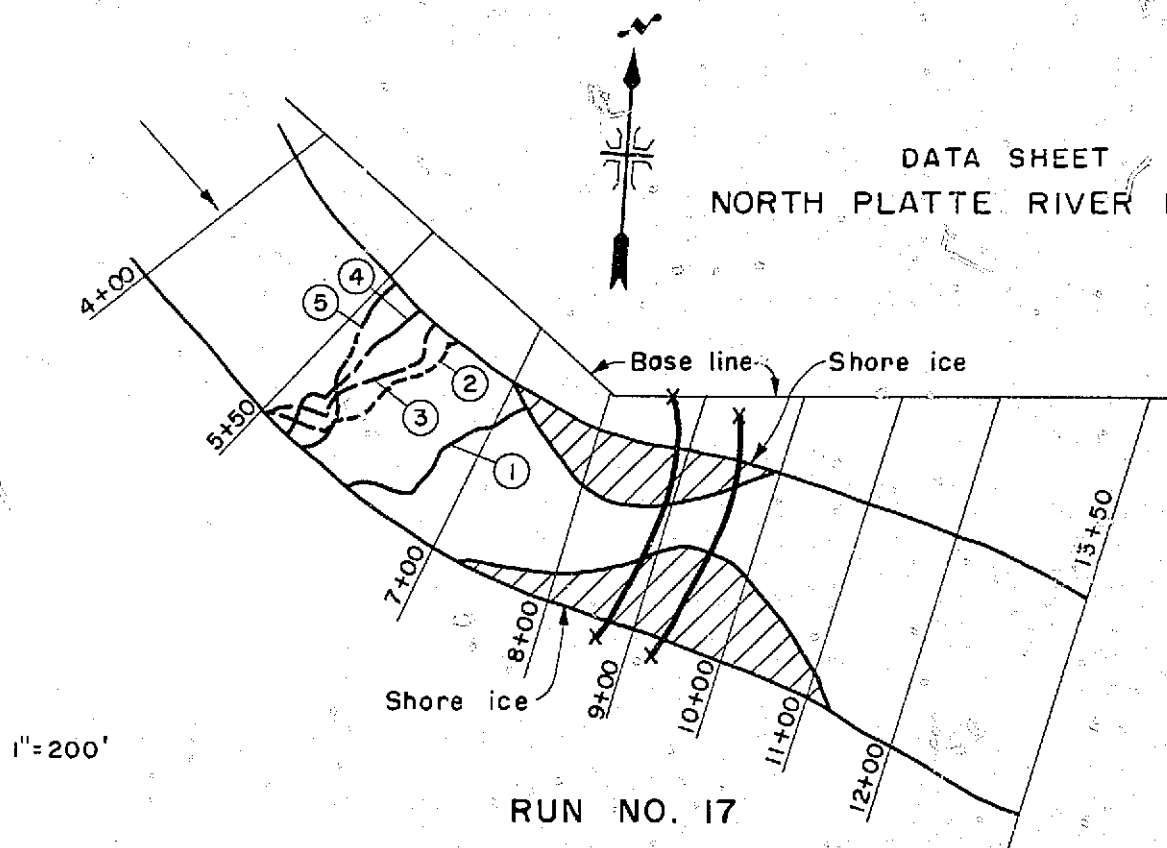 N
DATA SHEET
NORTH PLATTE RIVER
4+00
5
4
Base line
Shore ice
2
3
5+50
1
7+00
8+00
9+00
10+00
11+00
12+00
13+50
Shore ice
1"=200'
RUN NO. 17